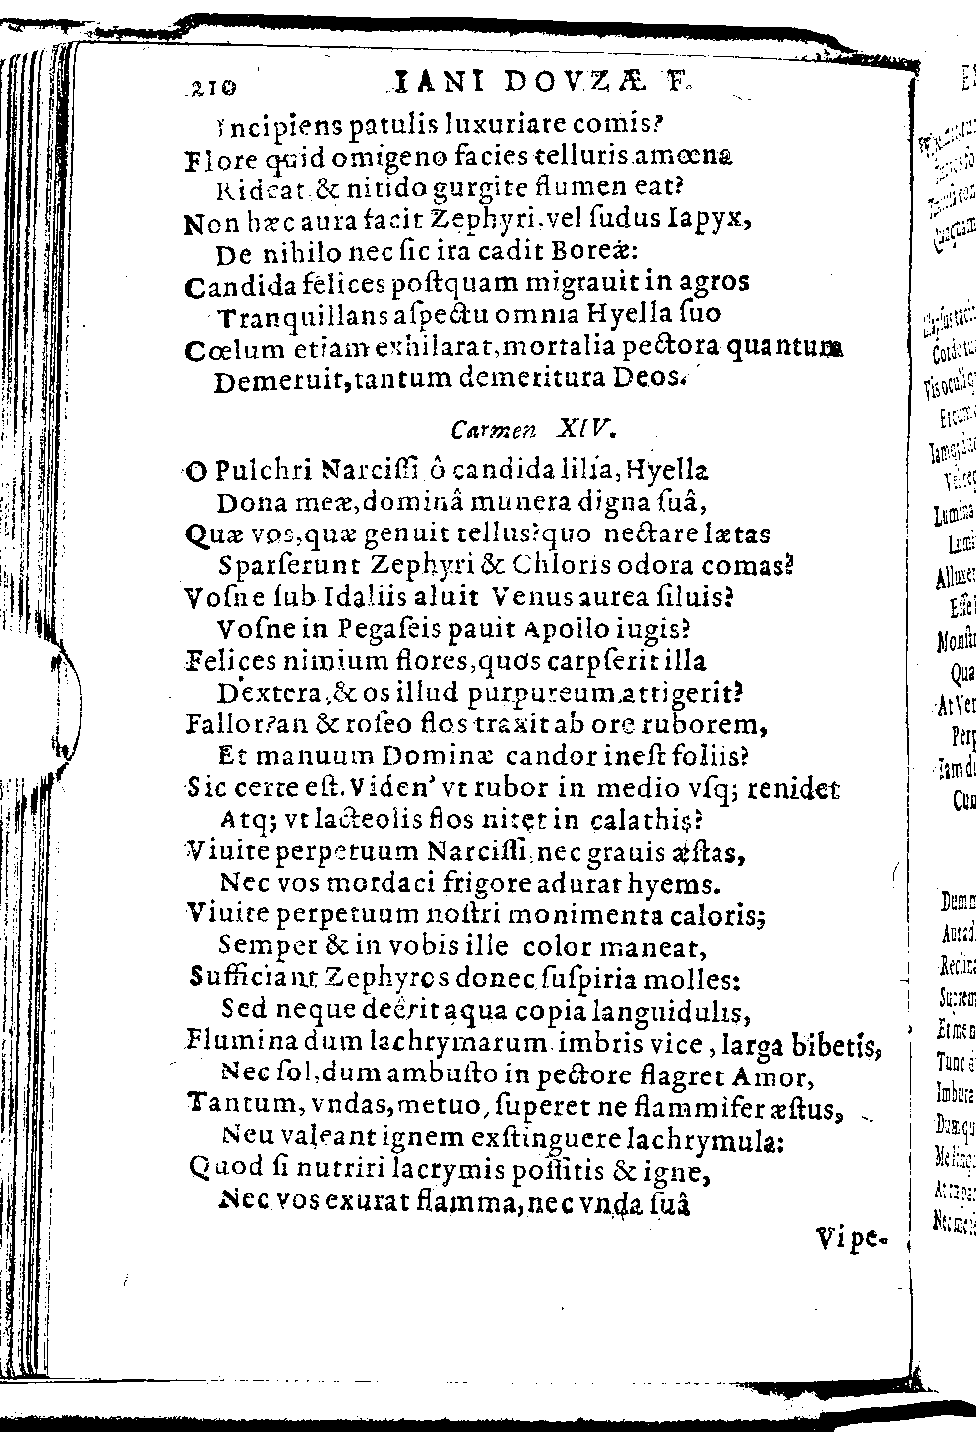 210 IANI DOVZÆ F.
Incipiens patulis luxuriare comis?
Flore quid omigeno facies telluris amœna
Rideat & nitido gurgite flumen eat?
Non hæc aura facit Zephyri, vel ſudus Iapyx,
De nihilo nec ſic ira cadit Boreæ:
Candida felices poſtquam migrauit in agros
Tranquillans aſpectu omnia Hyella ſuo
Cœlum etiam exhilarat, mortalia pectora quantum
Demeruit, tantum demeritura Deos.
Carmen XIV.
O Pulchri Narciſſi ô candida lilia, Hyella
Dona meæ, dominâ munera digna ſuâ,
Quæ vos, quæ genuit tellus? quo nectare lætas
Sparſerunt Zephyri & Chloris odora comas?
Voſne ſub Idaliis aluit Venus aurea ſiluis?
Voſne in Pegaſeis pauit Apollo iugis?
Felices nimium flores, quos carpſerit illa
Dextera, & os illud purpureum attigerit?
Fallor? an & roſeo flos traxit ab ore ruborem,
Et manuum Dominæ candor ineſt foliis?
Sic certe eſt. Viden' vt rubor in medio vſq; renidet
Atq; vt lacteolis flos nitet in calathis?
Viuite perpetuum Narciſſi, nec grauis æſtas,
Nec vos mordaci frigore adurat hyems.
Viuite perpetuum noſtri monimenta caloris;
Semper & in vobis ille color maneat,
Sufficiant Zephyros donec ſuſpiria molles:
Sed neque deërit aqua copia languidulis,
Flumina dum lachrymarum imbris vice, larga bibetis,
Nec ſol, dum ambuſto in pectore flagret Amor,
Tantum, vndas, metuo, ſuperet ne flammifer æſtus,
Neu valeant ignem exſtinguere lachrymula:
Quod ſi nutriri lacrymis poſſitis & igne,
Nec vos exurat flamma, nec vnda ſuâ
Vipe-